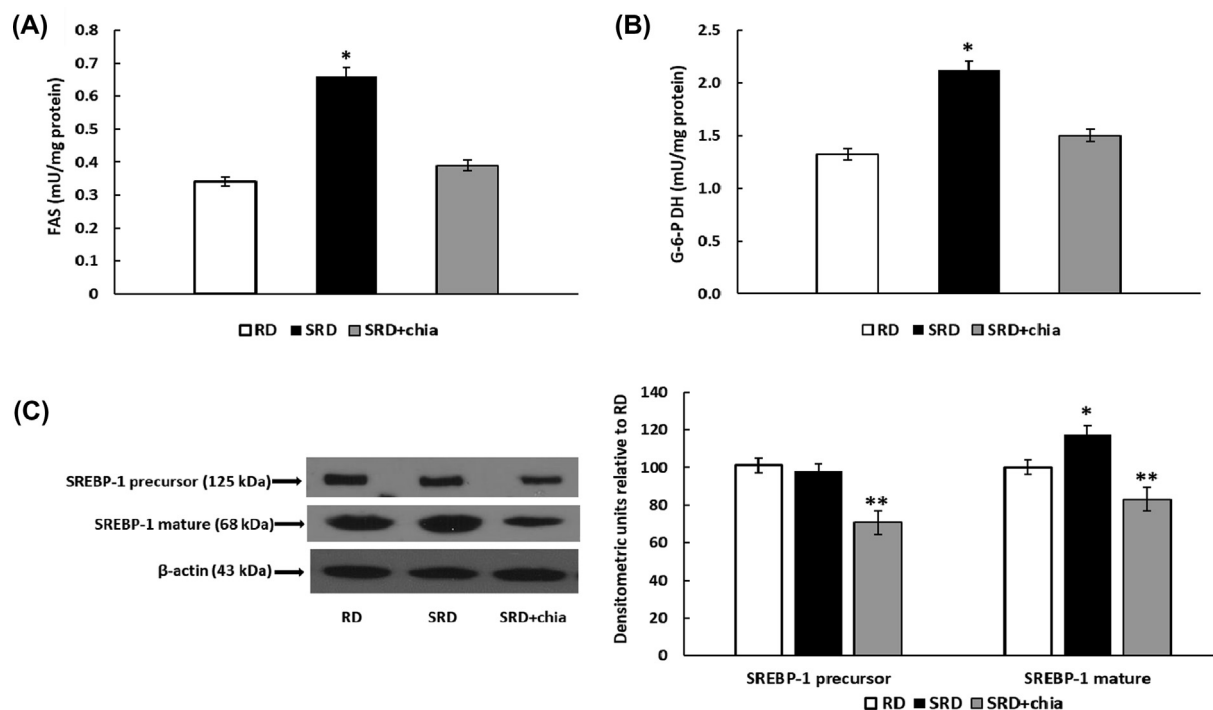 (A)
FAS (mU/mg protein)
0.8
0.7
0.6
0.5
0.4
0.3
0.2
0.1
0
*
RD SRD SRD+chia
(B)
G-6-P DH (mU/mg protein)
2.5
2.0
1.5
1.0
0.5
0.0
*
RD SRD SRD+chia
(C)
SREBP-1 precursor (125 kDa)
SREBP-1 mature (68 kDa)
β-actin (43 kDa)
RD SRD SRD+chia
Densitometric units relative to RD
140
120
100
80
60
40
20
0
**
*
**
SREBP-1 precursor SREBP-1 mature
RD SRD SRD+chia